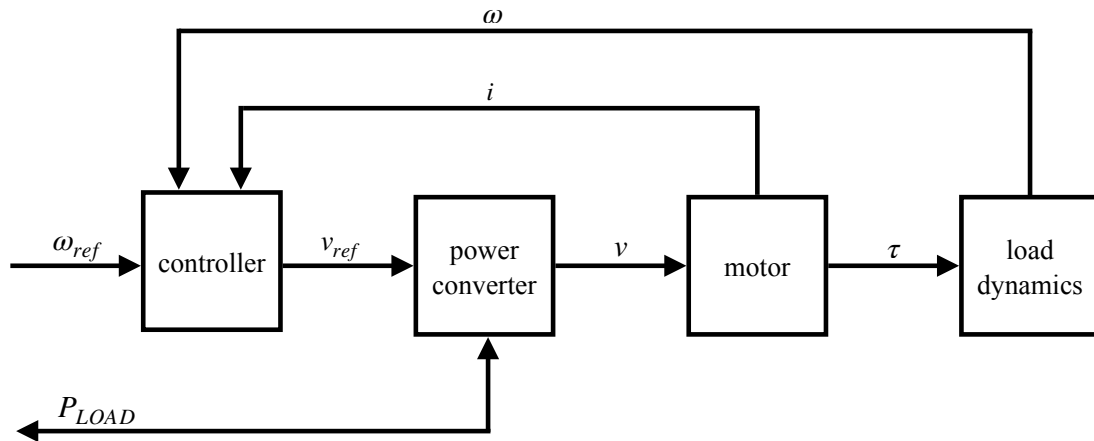 ω
i
ω_ref
controller
v_ref
power
converter
v
motor
τ
load
dynamics
P_LOAD